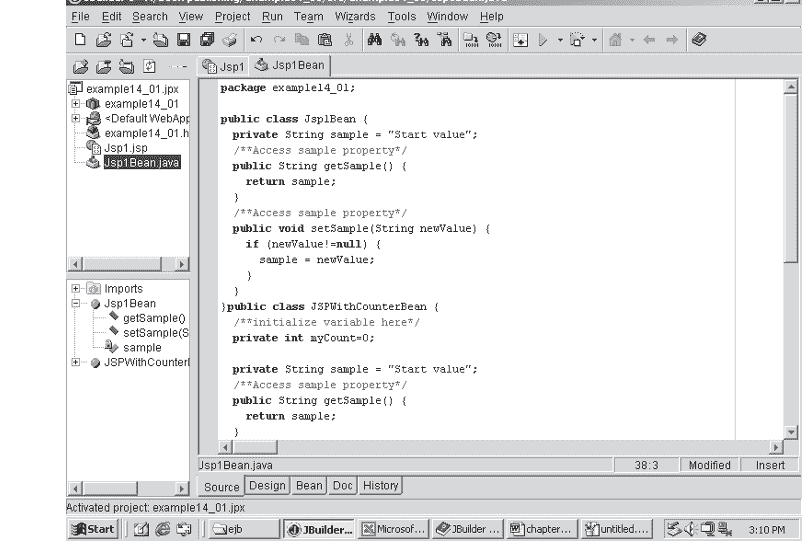 File Edit Search View Project Run Team Wizards Tools Window Help
Jsp1 Jsp1Bean
example14_01.jpx
example14_01
<Default WebApp
example14_01.h
Jsp1.jsp
Jsp1Bean.java
Imports
Jsp1Bean
getSample()
setSample(S
sample
JSPWithCounterI
package example14_01;
public class Jsp1Bean {
private String sample = "Start value";
/**Access sample property*/
public String getSample() {
return sample;
}
/**Access sample property*/
public void setSample(String newValue) {
if (newValue!=null) {
sample = newValue;
}
}
}public class JSPWithCounterBean {
/**initialize variable here*/
private int myCount=0;
private String sample = "Start value";
/**Access sample property*/
public String getSample() {
return sample;
}
Jsp1Bean.java 38:3 Modified Insert
Source Design Bean Doc History
Activated project: example14_01.jpx
Start ejb JBuilder... Microsof... JBuilder ... chapter... untitled.... 3:10 PM